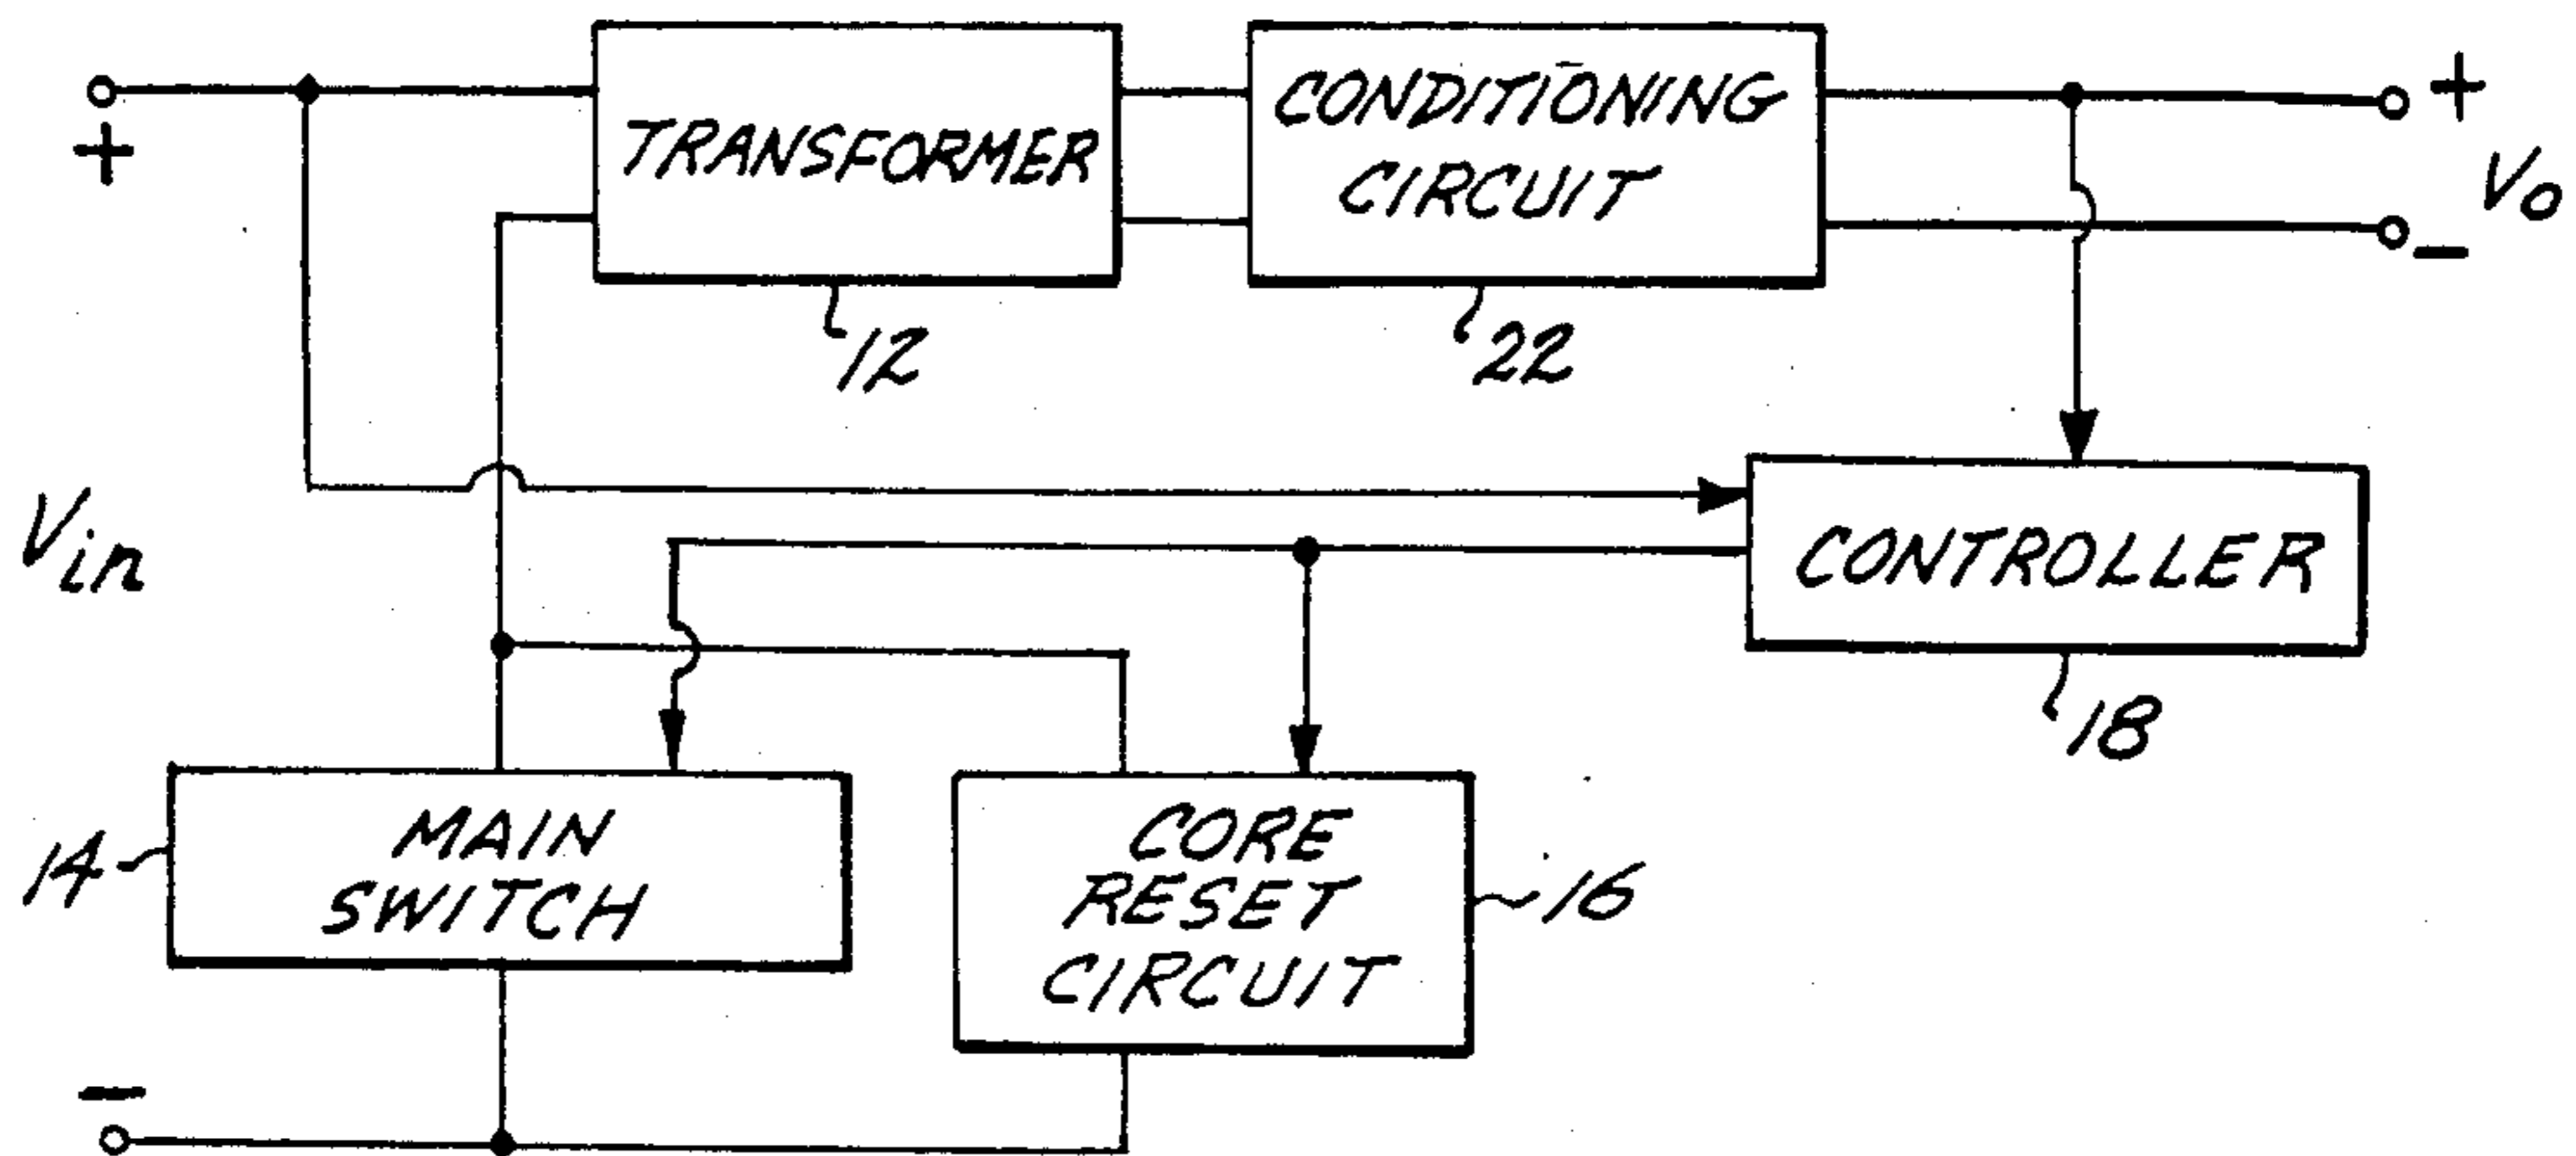 +
TRANSFORMER
12
CONDITIONING
CIRCUIT
22
+
Vo
-
Vin
CONTROLLER
18
MAIN
SWITCH
14
CORE
RESET
CIRCUIT
16
-